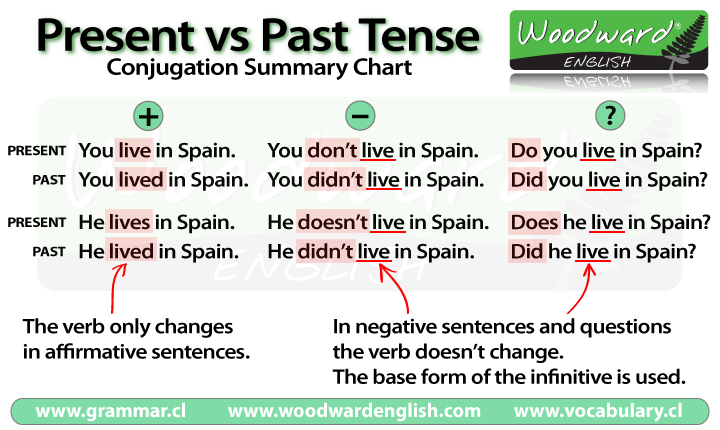 Present vs Past Tense
Conjugation Summary Chart
Woodward®
ENGLISH
+ − ?
PRESENT You live in Spain. You don't live in Spain. Do you live in Spain?
PAST You lived in Spain. You didn't live in Spain. Did you live in Spain?
PRESENT He lives in Spain. He doesn't live in Spain. Does he live in Spain?
PAST He lived in Spain. He didn't live in Spain. Did he live in Spain?
The verb only changes
in affirmative sentences.
In negative sentences and questions
the verb doesn't change.
The base form of the infinitive is used.
www.grammar.cl www.woodwardenglish.com www.vocabulary.cl